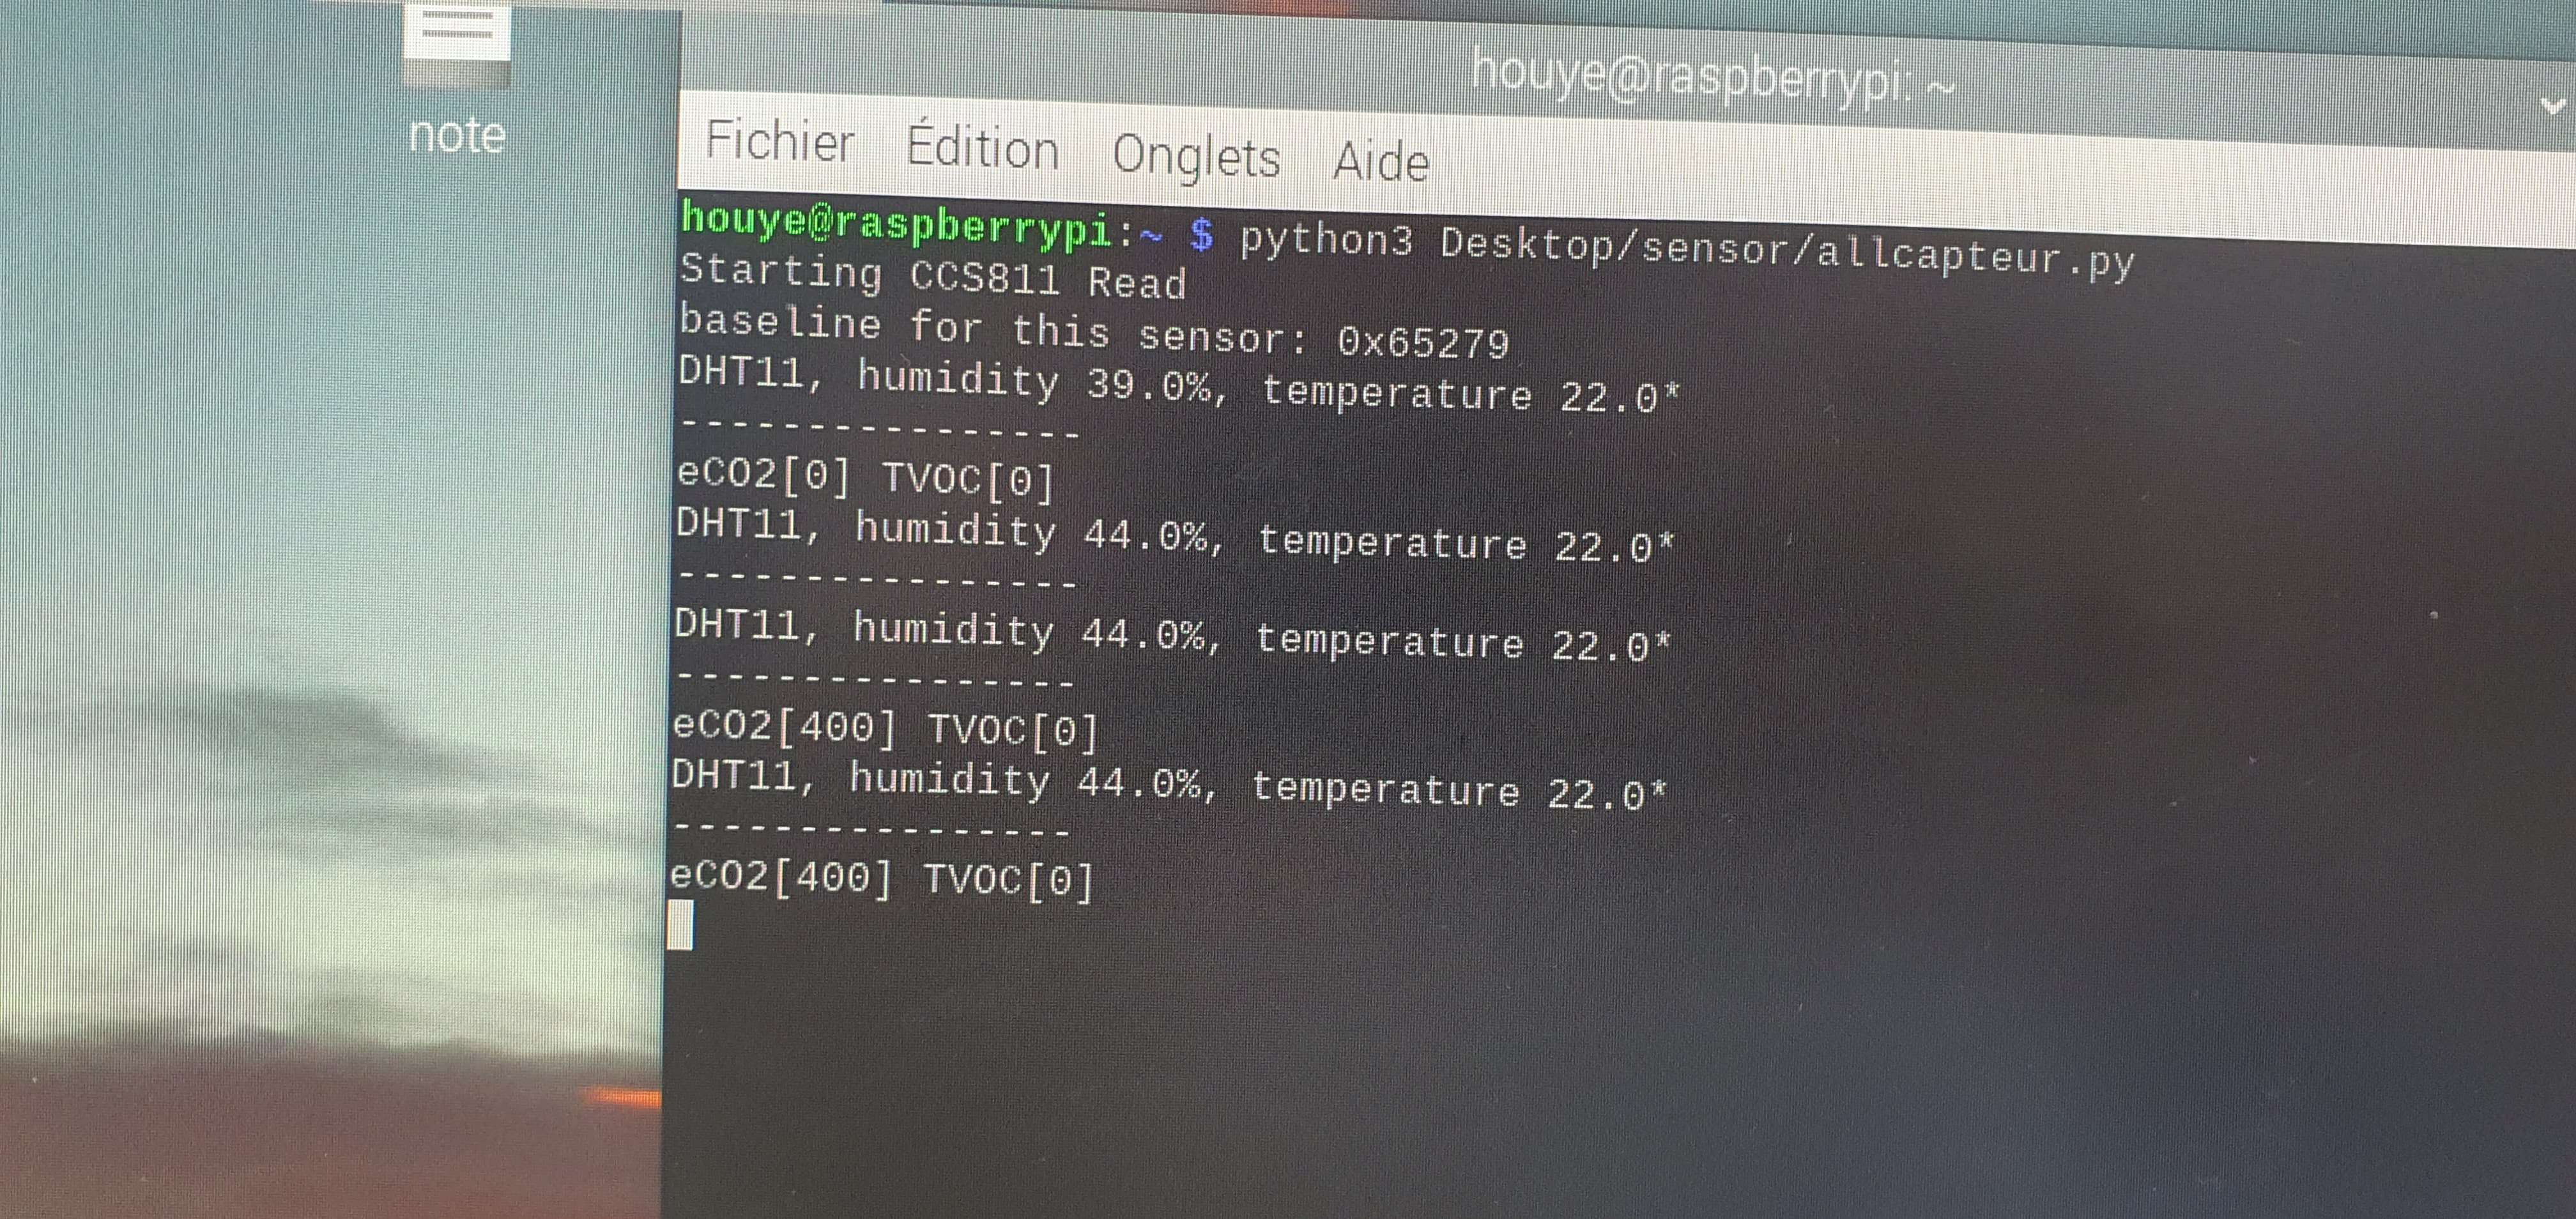 note
houye@raspberrypi: ~
Fichier Édition Onglets Aide
houye@raspberrypi:~ $ python3 Desktop/sensor/allcapteur.py
Starting CCS811 Read
baseline for this sensor: 0x65279
DHT11, humidity 39.0%, temperature 22.0*
----------------
eCO2[0] TVOC[0]
DHT11, humidity 44.0%, temperature 22.0*
----------------
DHT11, humidity 44.0%, temperature 22.0*
----------------
eCO2[400] TVOC[0]
DHT11, humidity 44.0%, temperature 22.0*
----------------
eCO2[400] TVOC[0]